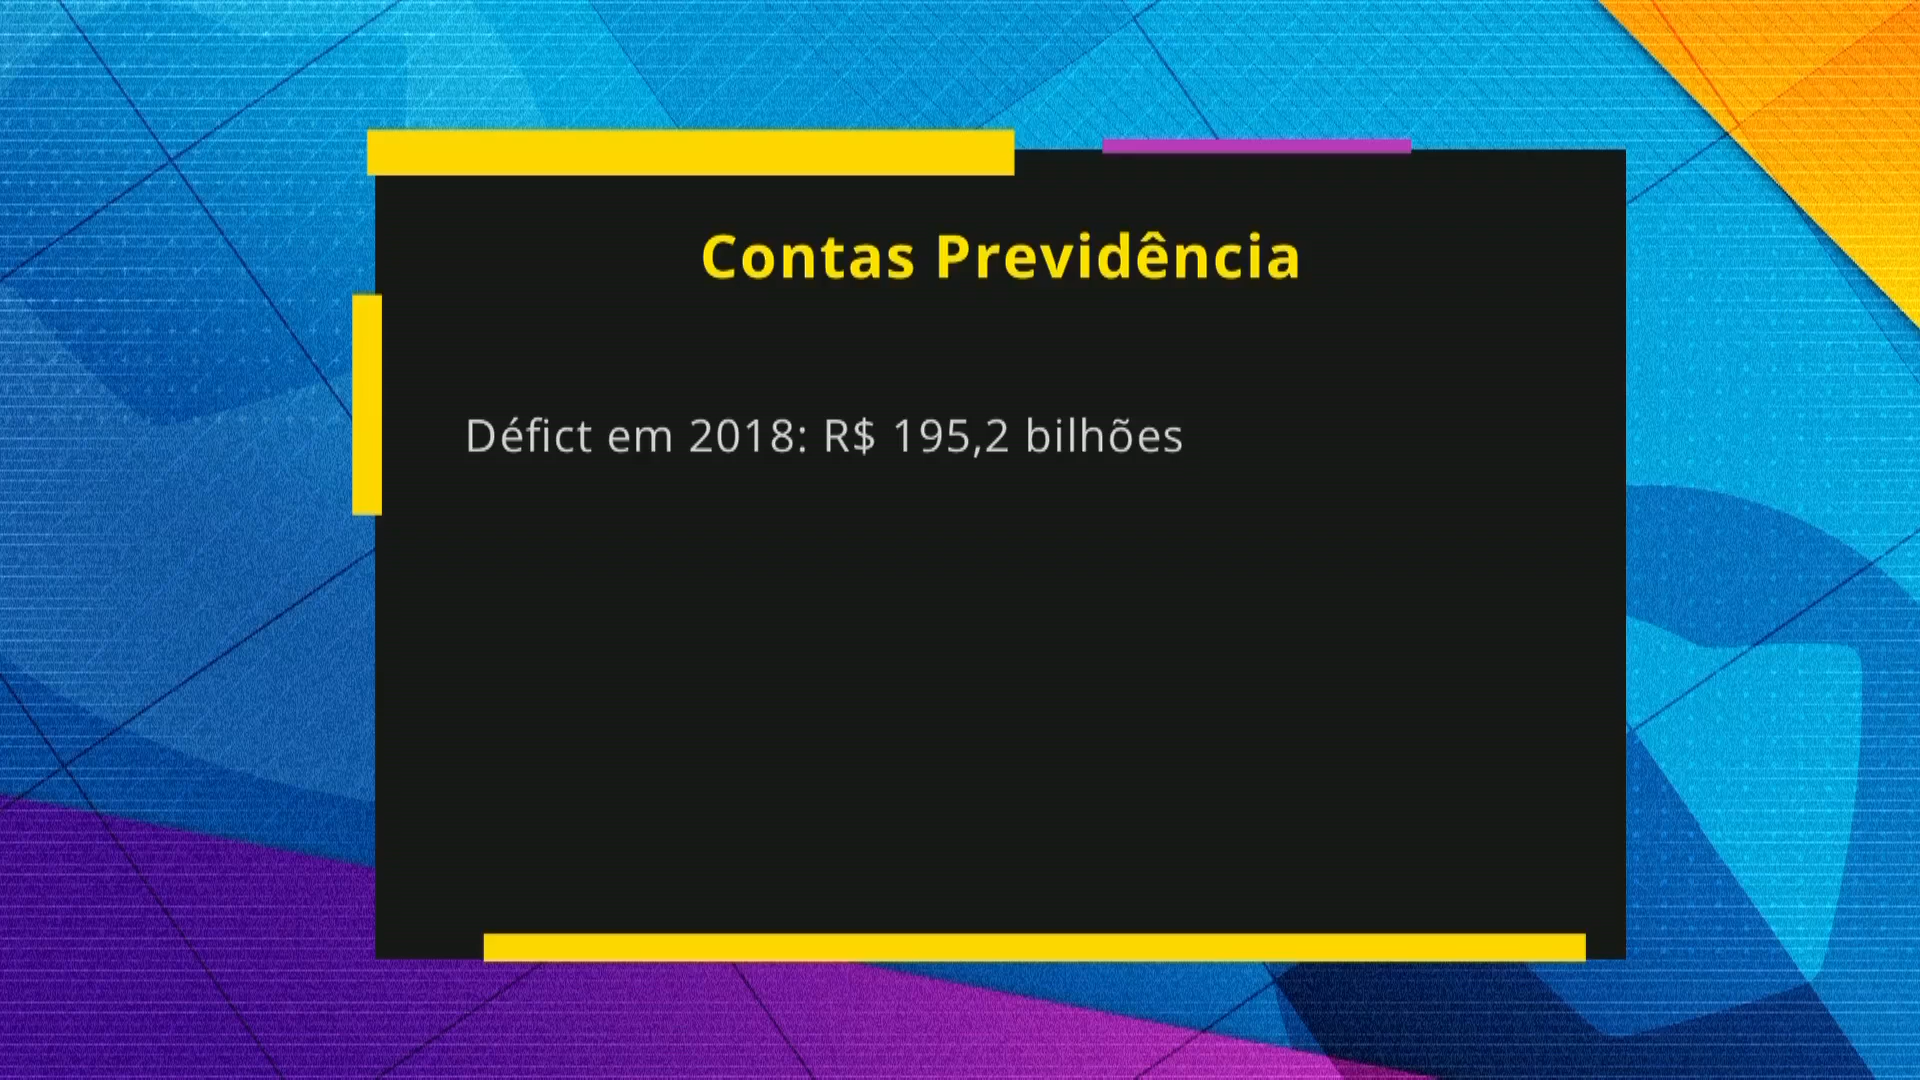 Contas Previdência
Défict em 2018: R$ 195,2 bilhões